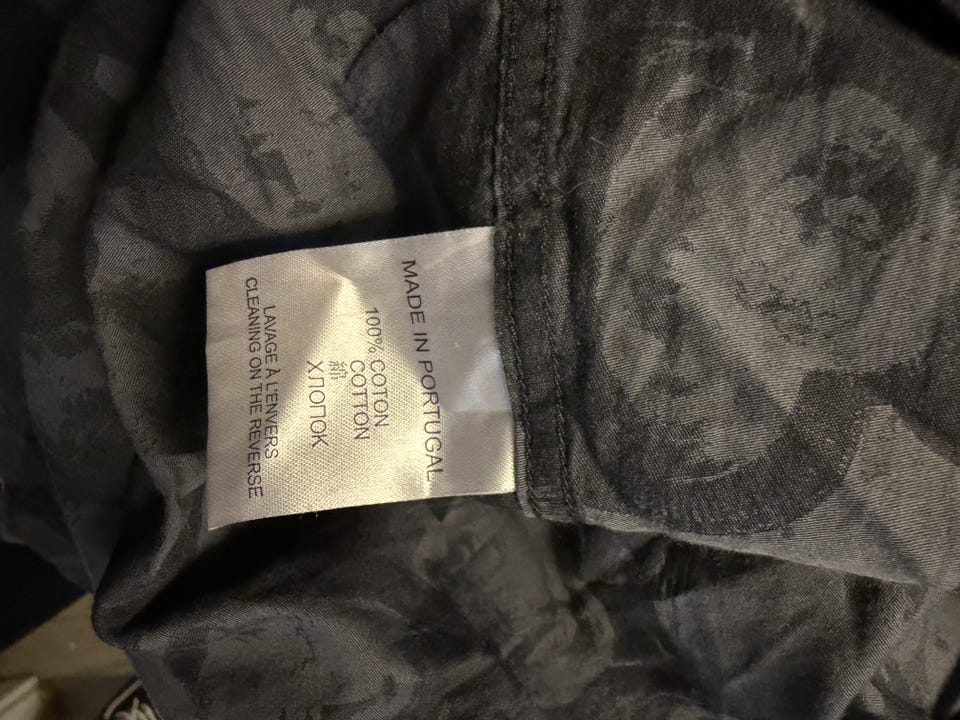 MADE IN PORTUGAL
100% COTON
COTTON
綿
ХЛОПОК
LAVAGE À L'ENVERS
CLEANING ON THE REVERSE